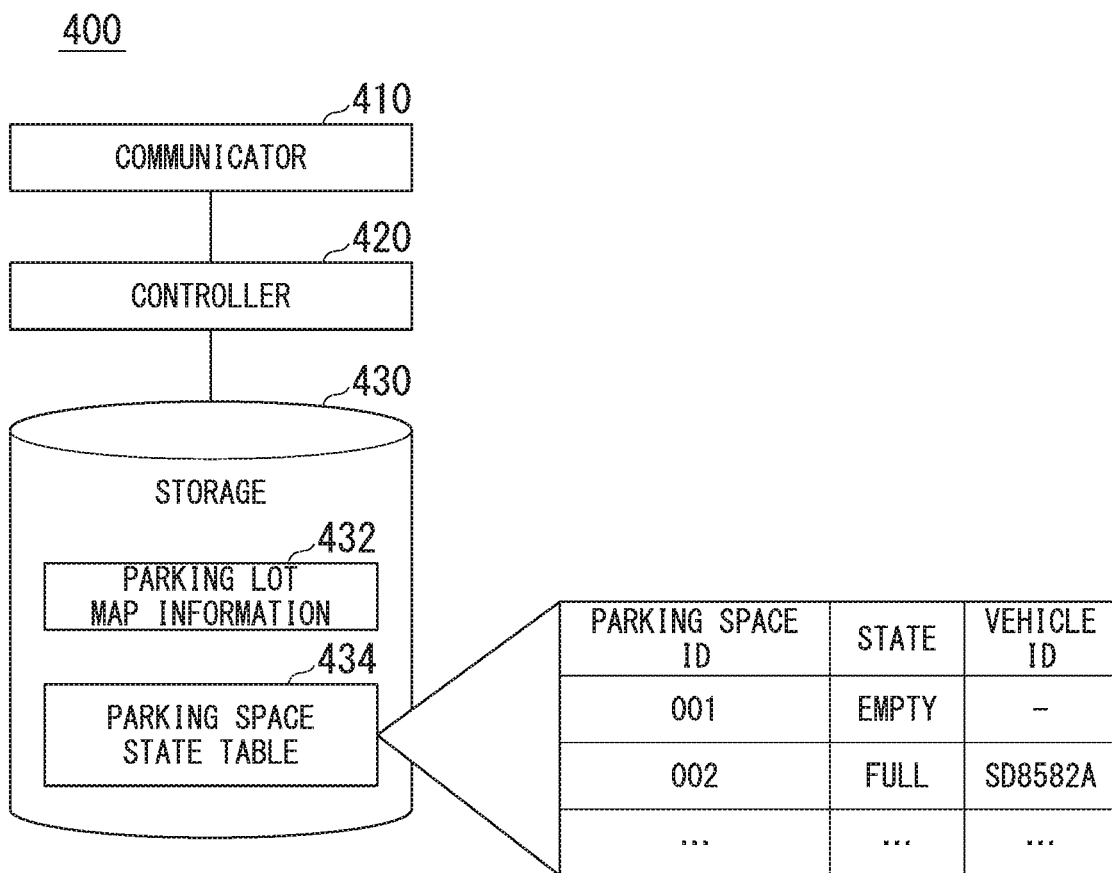 400
410
COMMUNICATOR
420
CONTROLLER
430
STORAGE
432
PARKING LOT
MAP INFORMATION
434
PARKING SPACE
STATE TABLE
PARKING SPACE
ID
STATE
VEHICLE
ID
001
EMPTY
-
002
FULL
SD8582A
...
...
...